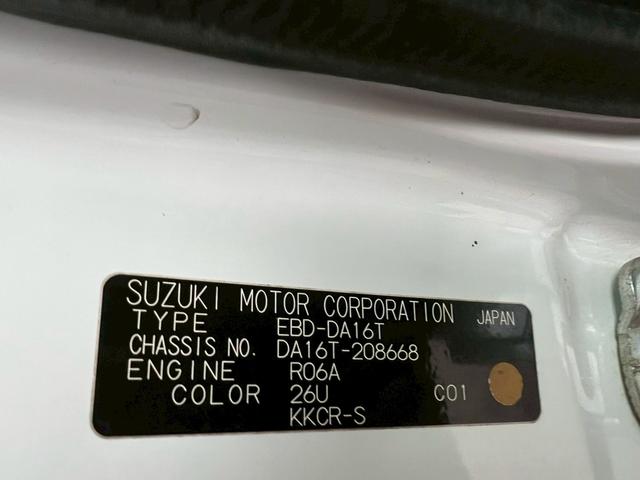 SUZUKI MOTOR CORPORATION JAPAN
TYPE EBD-DA16T
CHASSIS NO. DA16T-208668
ENGINE R06A
COLOR 26U C01
KKCR-S